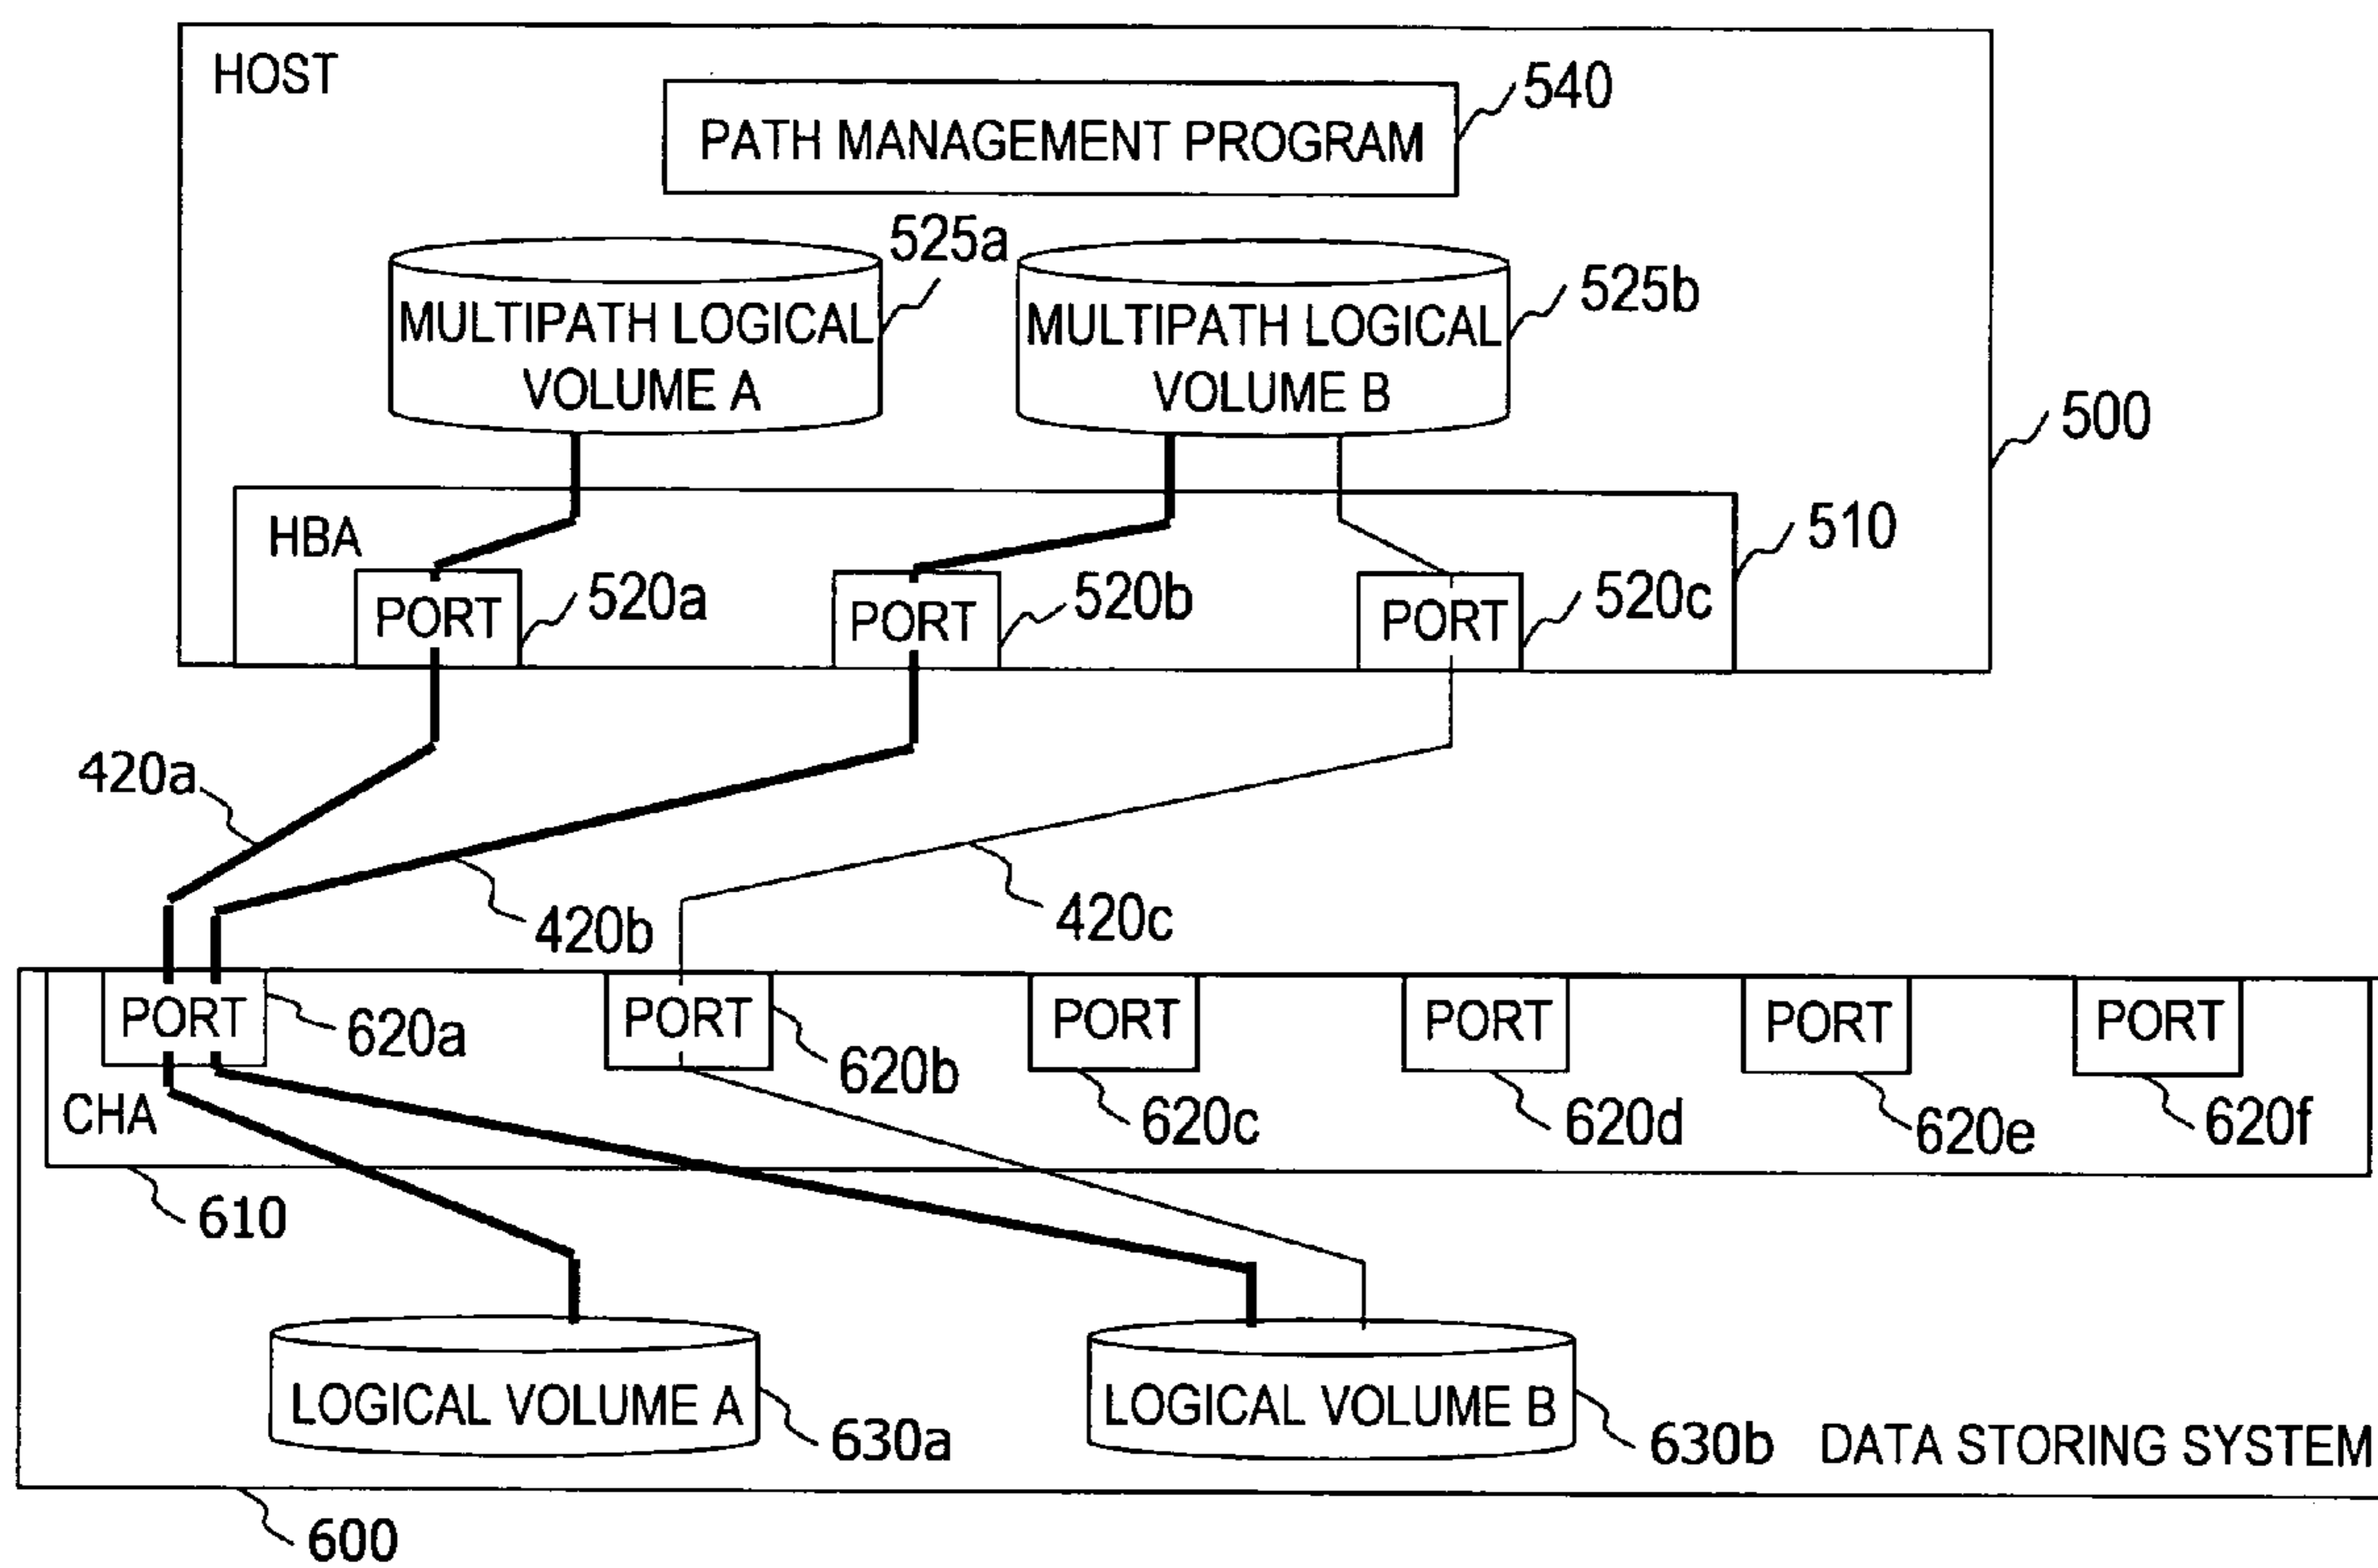 HOST
540
PATH MANAGEMENT PROGRAM
525a
525b
MULTIPATH LOGICAL
VOLUME A
MULTIPATH LOGICAL
VOLUME B
500
HBA
510
PORT
520a
PORT
520b
PORT
520c
420a
420b
420c
PORT
620a
PORT
620b
PORT
620c
PORT
620d
PORT
620e
PORT
620f
CHA
610
LOGICAL VOLUME A
630a
LOGICAL VOLUME B
630b
DATA STORING SYSTEM
600